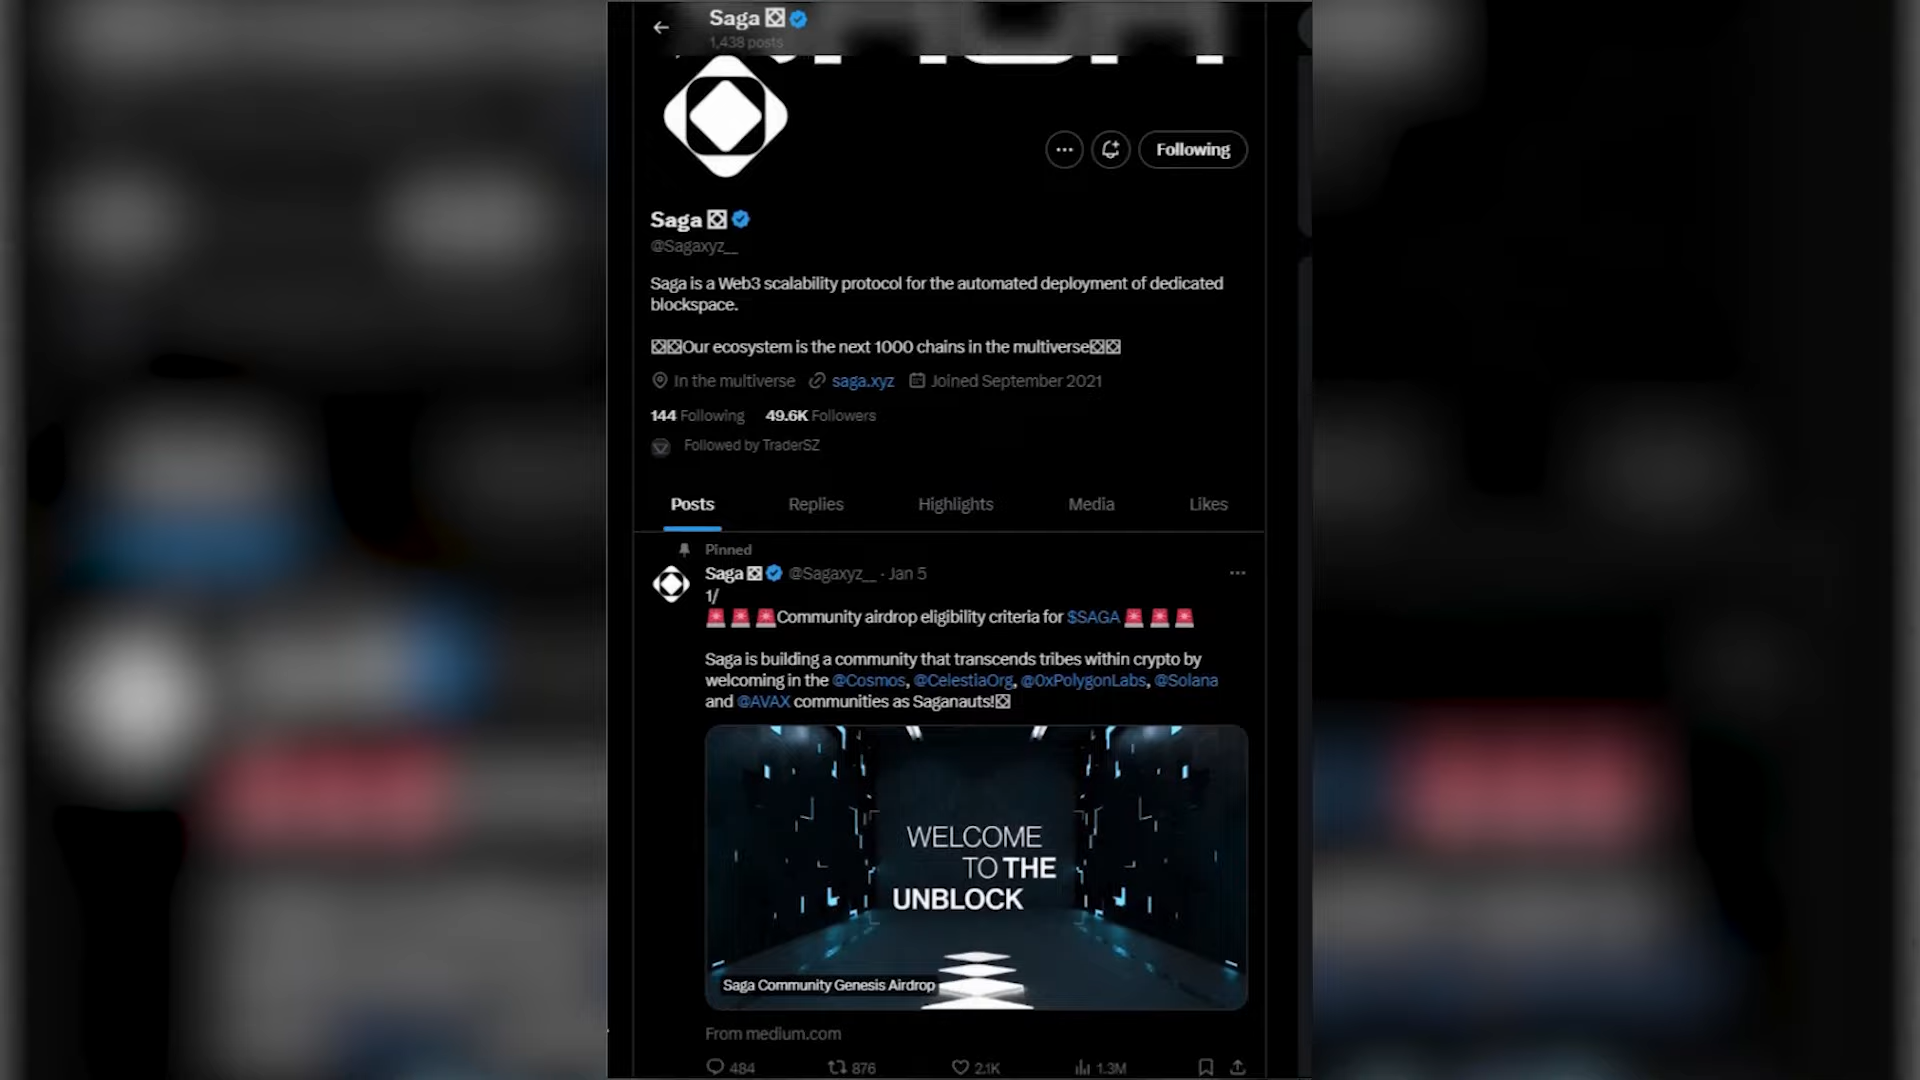 Saga
1,438 posts
Following
Saga
@Sagaxyz__
Saga is a Web3 scalability protocol for the automated deployment of dedicated
blockspace.
Our ecosystem is the next 1000 chains in the multiverse
In the multiverse saga.xyz Joined September 2021
144 Following 49.6K Followers
Followed by TraderSZ
Posts Replies Highlights Media Likes
Pinned
Saga @Sagaxyz__ · Jan 5
1/
🚨 🚨 🚨Community airdrop eligibility criteria for $SAGA 🚨 🚨 🚨
Saga is building a community that transcends tribes within crypto by
welcoming in the @Cosmos, @CelestiaOrg, @0xPolygonLabs, @Solana
and @AVAX communities as Saganauts!
WELCOME
TO THE
UNBLOCK
Saga Community Genesis Airdrop
From medium.com
484 876 2.1K 1.3M